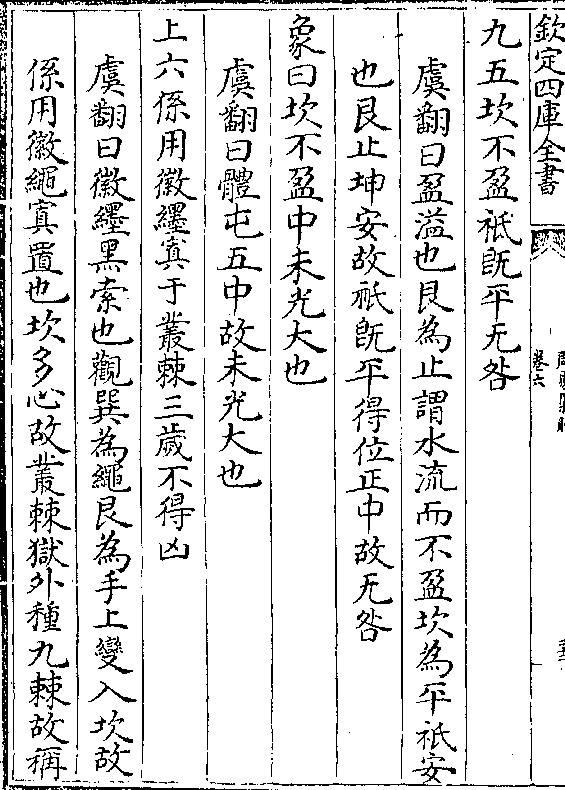 欽定四庫全書
卷六
九五坎不盈祗既平无咎
虞翻曰盈溢也艮為止謂水流而不盈坎為平祗安
也艮止坤安故祗既平得位正中故无咎
象曰坎不盈中未光大也
虞翻曰體屯五中故未光大也
上六係用徽纆寘于叢棘三歲不得凶
虞翻曰徽纆黑索也觀巽為繩艮為手上變入坎故
係用徽繩寘置也坎多心故叢棘獄外種九棘故稱